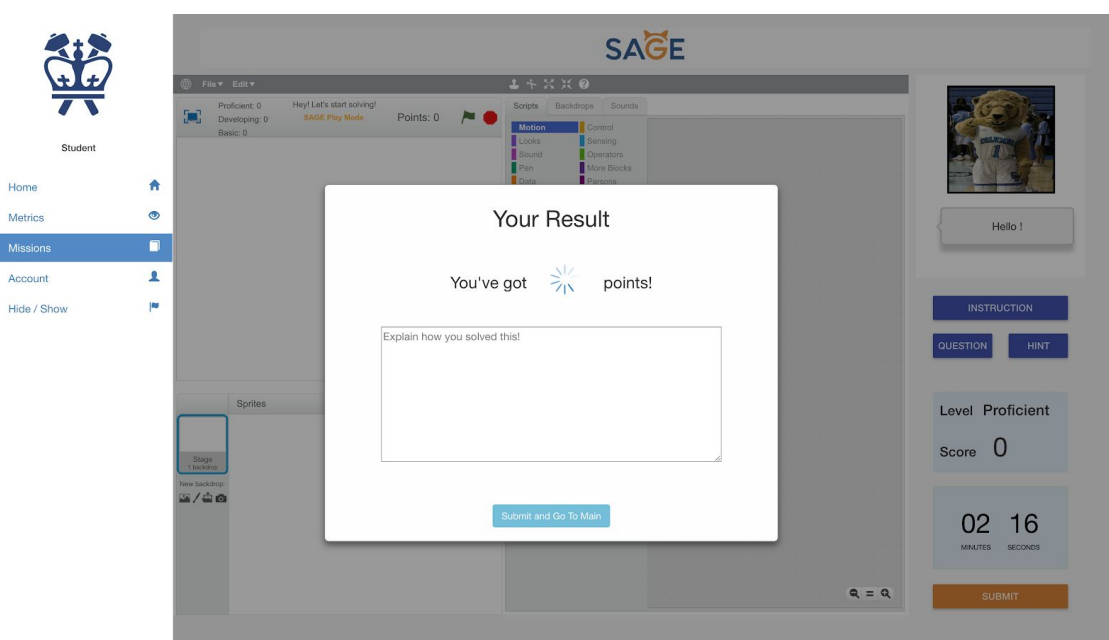 SAGE
Student
Home
Metrics
Missions
Account
Hide / Show
File Edit
Proficient: 0
Developing: 0
Basic: 0
Hey! Let's start solving!
SAGE Play Mode
Points: 0
Scripts Backdrops Sounds
Motion Control
Looks Sensing
Sound Operators
Pen More Blocks
Data Parsons
Your Result
You've got points!
Explain how you solved this!
Submit and Go To Main
Sprites
Stage
1 backdrop
New backdrop:
Hello !
INSTRUCTION
QUESTION HINT
Level Proficient
Score 0
02 16
MINUTES SECONDS
SUBMIT